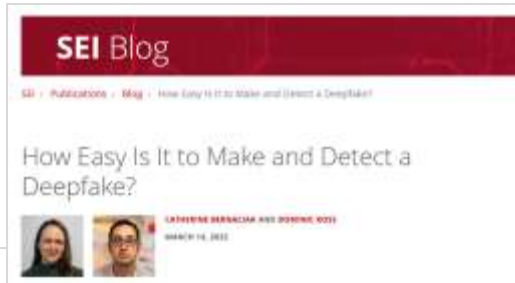 SEI Blog
SEI › Publications › Blog › How Easy Is It to Make and Detect a Deepfake?
How Easy Is It to Make and Detect a
Deepfake?
CATHERINE BERNACIAK AND DOMINIC ROSS
MARCH 14, 2022